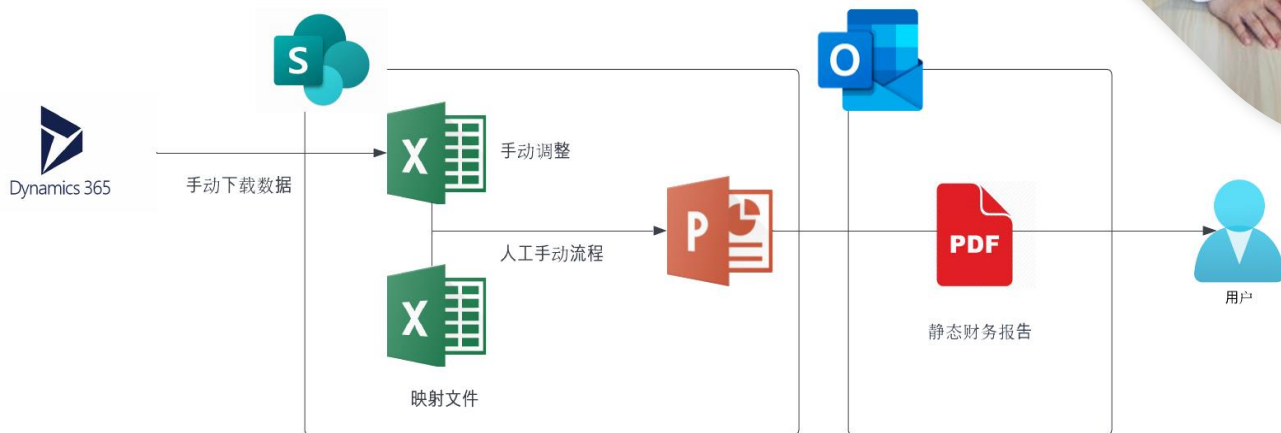 S
O
Dynamics 365
手动下载数据
X
手动调整
人工手动流程
P
PDF
X
映射文件
静态财务报告
用户